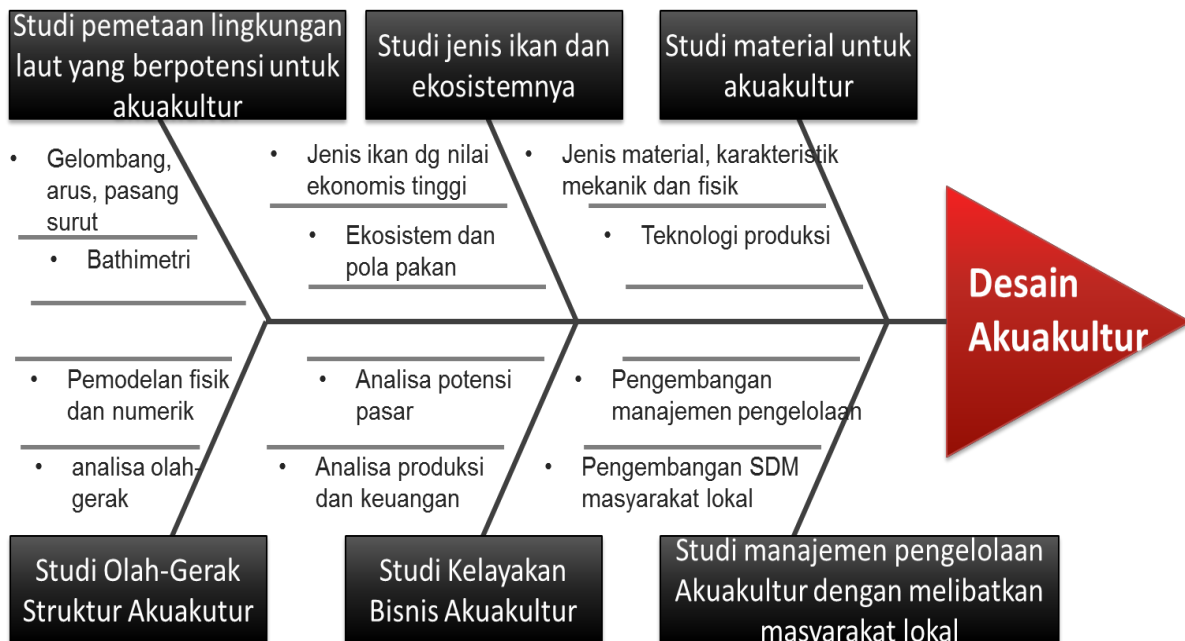 Studi pemetaan lingkungan
laut yang berpotensi untuk
akuakultur
Studi jenis ikan dan
ekosistemnya
Studi material untuk
akuakultur
• Gelombang,
arus, pasang
surut
• Bathimetri
• Jenis ikan dg nilai
ekonomis tinggi
• Ekosistem dan
pola pakan
• Jenis material, karakteristik
mekanik dan fisik
• Teknologi produksi
Desain
Akuakultur
• Pemodelan fisik
dan numerik
• analisa olah-
gerak
• Analisa potensi
pasar
• Analisa produksi
dan keuangan
• Pengembangan
manajemen pengelolaan
• Pengembangan SDM
masyarakat lokal
Studi Olah-Gerak
Struktur Akuakutur
Studi Kelayakan
Bisnis Akuakultur
Studi manajemen pengelolaan
Akuakultur dengan melibatkan
masyarakat lokal